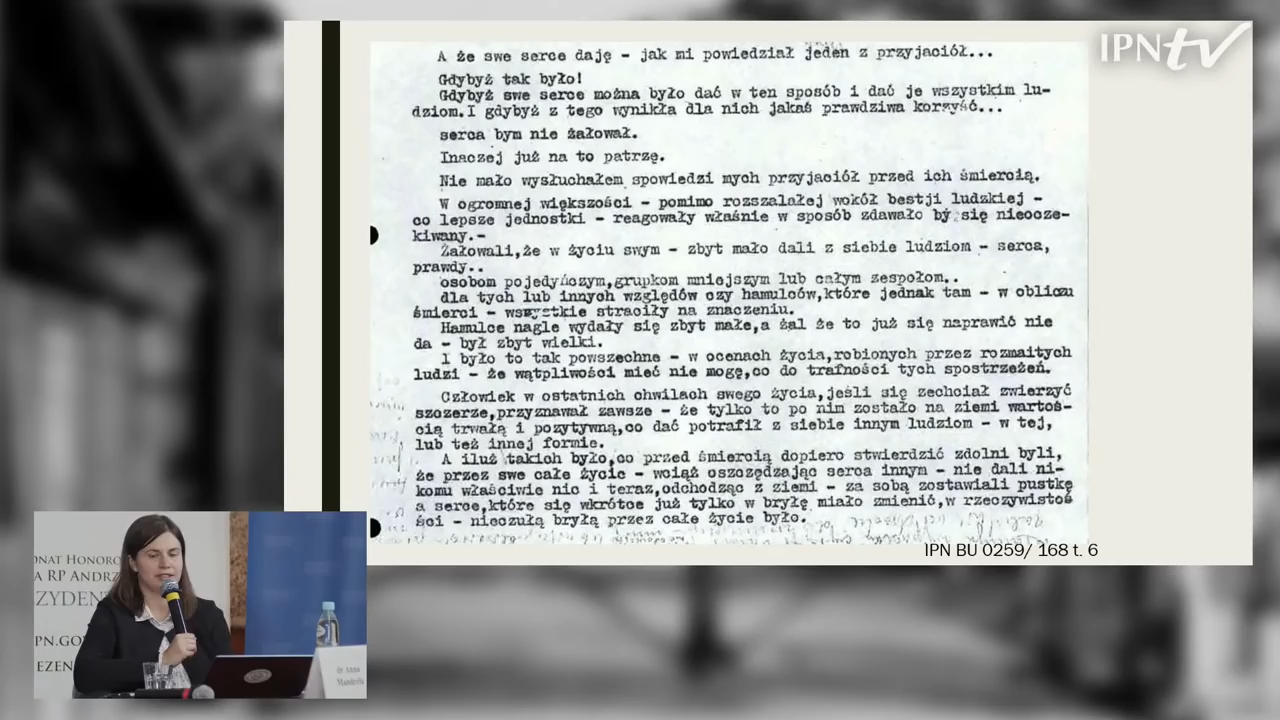 IPNtv
A że swe serce daję - jak mi powiedział jeden z przyjaciół...
Gdybyż tak było!
Gdybyż swe serce można było dać w ten sposób i dać je wszystkim lu-
dziom.I gdybyż z tego wynikła dla nich jakaś prawdziwa korzyść...
serca bym nie żałował.
Inaczej już na to patrzę.
Nie mało wysłuchałem spowiedzi mych przyjaciół przed ich śmiercią.
W ogromnej większości - pomimo rozszalałej wokół bestji ludzkiej -
co lepsze jednostki - reagowały właśnie w sposób zdawało by się nieocze-
kiwany.-
Żałowali,że w życiu swym - zbyt mało dali z siebie ludziom - serca,
prawdy..
osobom pojedyńczym,grupkom mniejszym lub całym zespołom..
dla tych lub innych względów czy hamulców,które jednak tam - w obliczu
śmierci - wszystkie straciły na znaczeniu.
Hamulce nagle wydały się zbyt małe,a żal że to już się naprawić nie
da - był zbyt wielki.
I było to tak powszechne - w ocenach życia,robionych przez rozmaitych
ludzi - że wątpliwości mieć nie mogę,co do trafności tych spostrzeżeń.
Człowiek w ostatnich chwilach swego życia,jeśli się zechciał zwierzyć
szczerze,przyznawał zawsze - że tylko to po nim zostało na ziemi wartoś-
cią trwałą i pozytywną,co dać potrafił z siebie innym ludziom - w tej,
lub też innej formie.
A iluż takich było,co przed śmiercią dopiero stwierdzić zdolni byli,
że przez swe całe życie - wciąż oszczędzając serca innym - nie dali ni-
komu właściwie nic i teraz,odchodząc z ziemi - za sobą zostawiali pustkę
a serce,które się wkrótce już tylko w bryłę miało zmienić,w rzeczywistoś
ści - nieczułą bryłą przez całe życie było.
IPN BU 0259/ 168 t. 6
ONAT HONORO
A RP ANDRZ
ZYDENT
PN.GOV
EZEN
dr Anna